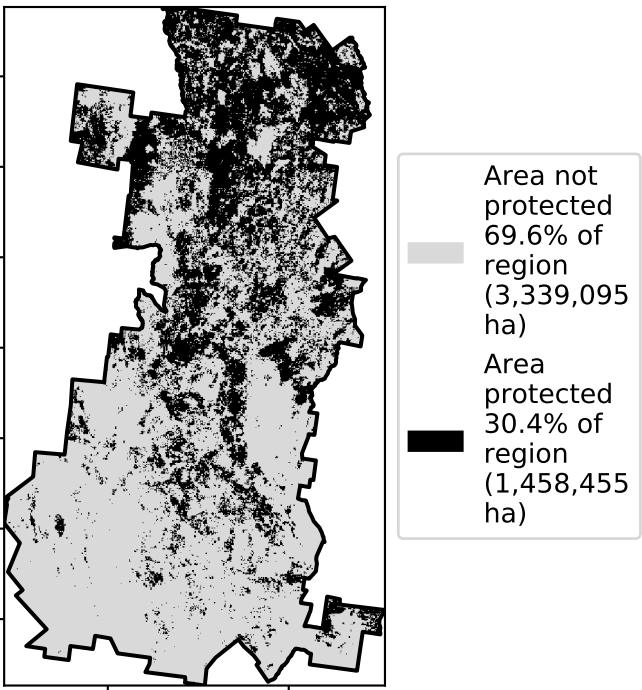 Area not
protected
69.6% of
region
(3,339,095
ha)
Area
protected
30.4% of
region
(1,458,455
ha)